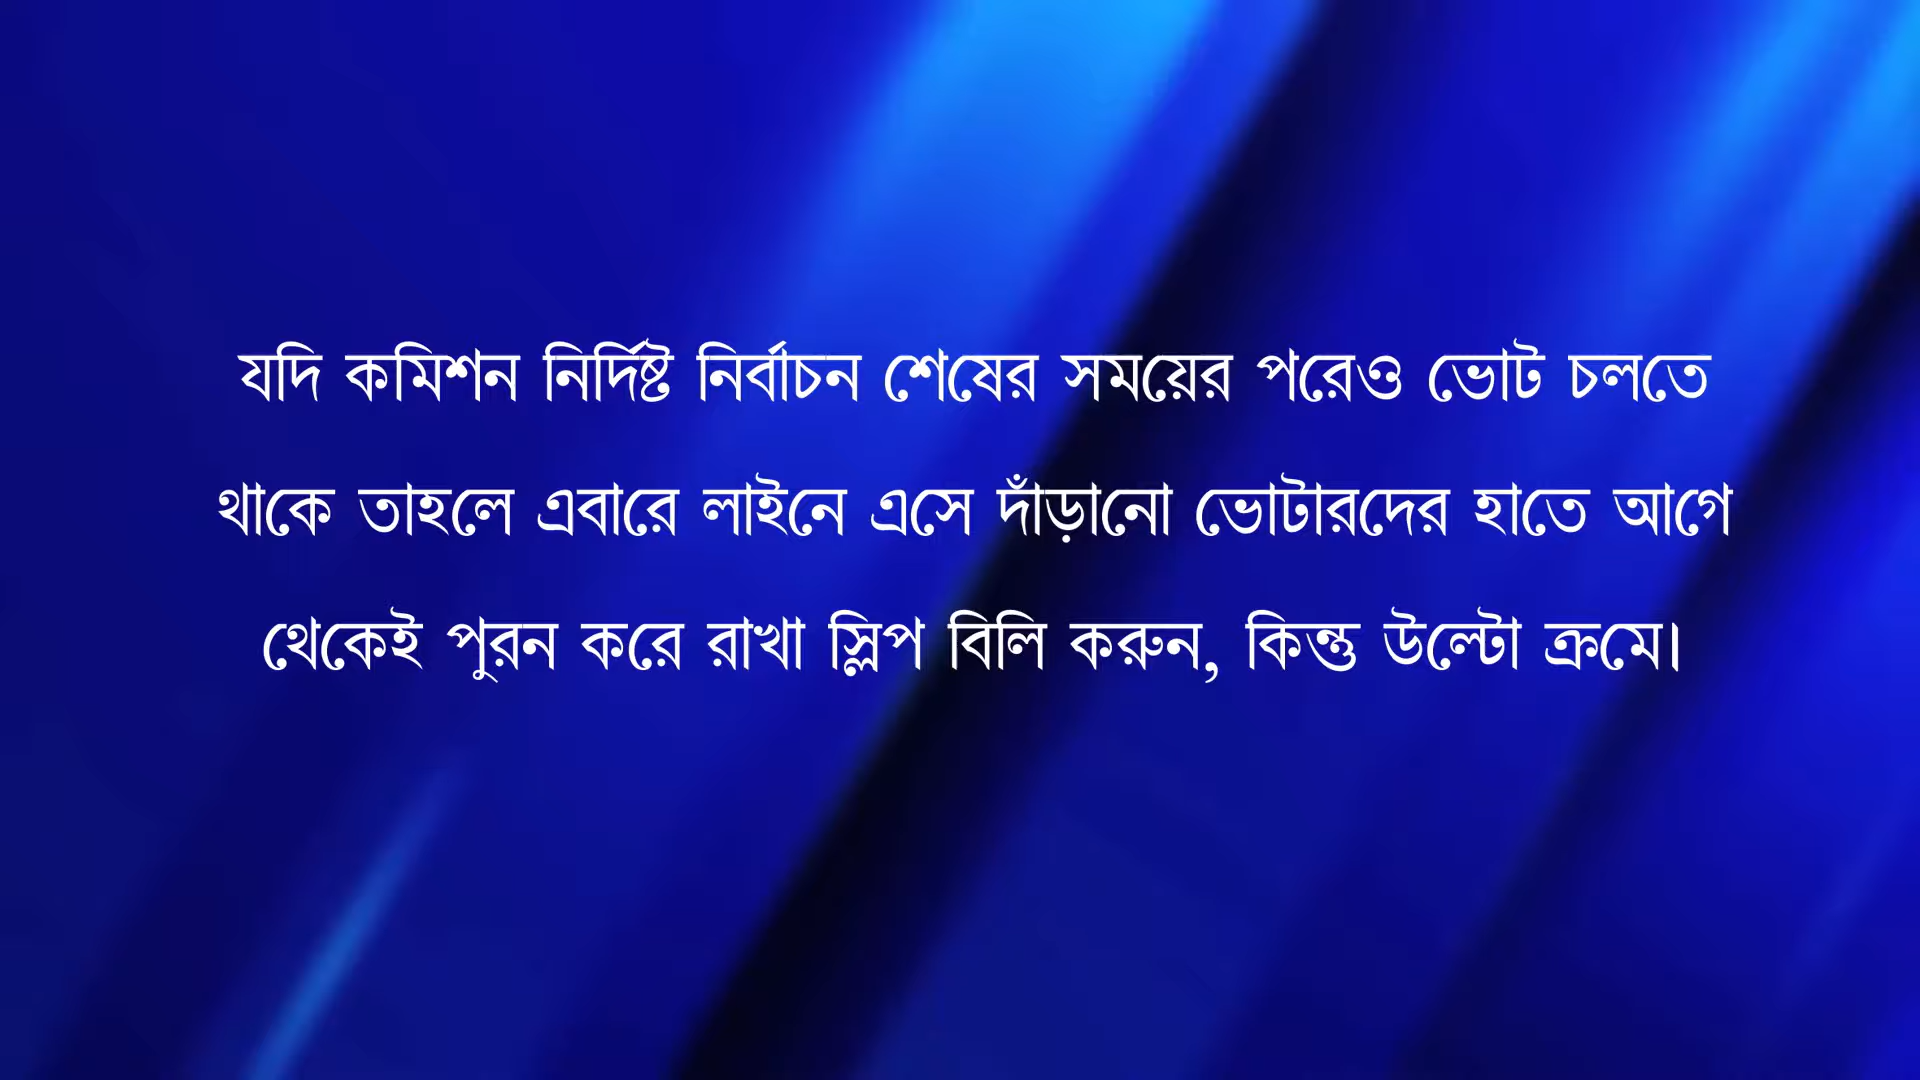 যদি কমিশন নির্দিষ্ট নির্বাচন শেষের সময়ের পরেও ভোট চলতে
থাকে তাহলে এবারে লাইনে এসে দাঁড়ানো ভোটারদের হাতে আগে
থেকেই পুরন করে রাখা স্লিপ বিলি করুন, কিন্তু উল্টো ক্রমে।